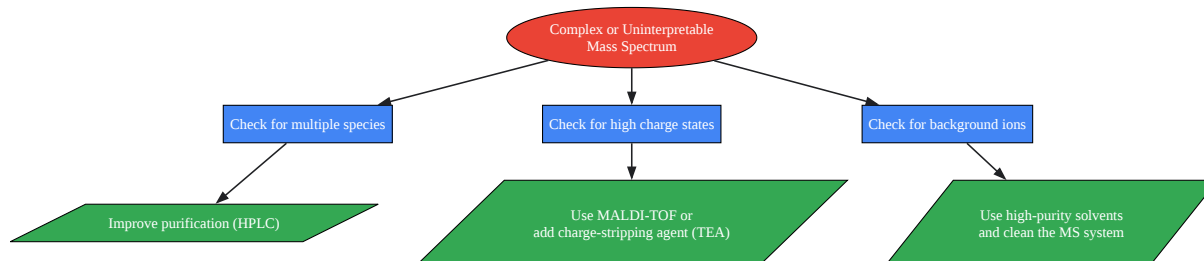 Complex or Uninterpretable
Mass Spectrum
Check for multiple species
Check for high charge states
Check for background ions
Improve purification (HPLC)
Use MALDI-TOF or
add charge-stripping agent (TEA)
Use high-purity solvents
and clean the MS system